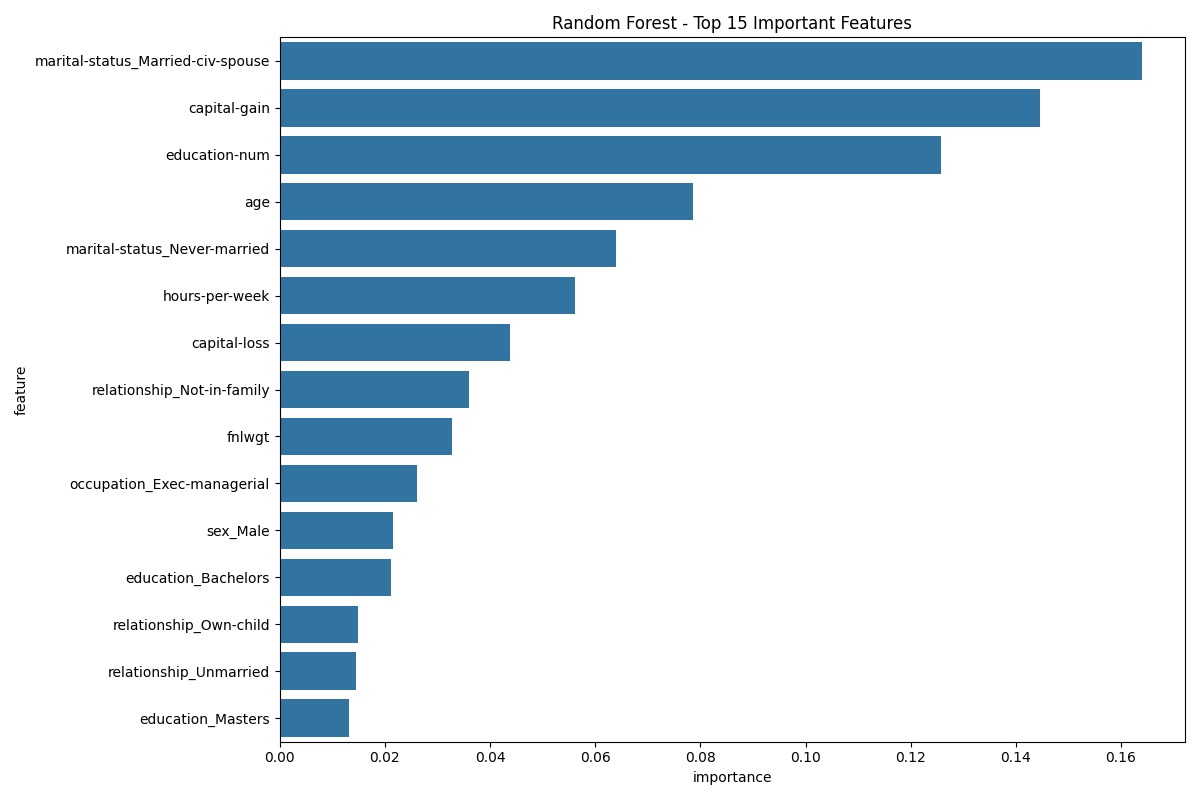 Random Forest - Top 15 Important Features
marital-status_Married-civ-spouse
capital-gain
education-num
age
marital-status_Never-married
hours-per-week
capital-loss
relationship_Not-in-family
fnlwgt
occupation_Exec-managerial
sex_Male
education_Bachelors
relationship_Own-child
relationship_Unmarried
education_Masters
feature
0.00 0.02 0.04 0.06 0.08 0.10 0.12 0.14 0.16
importance